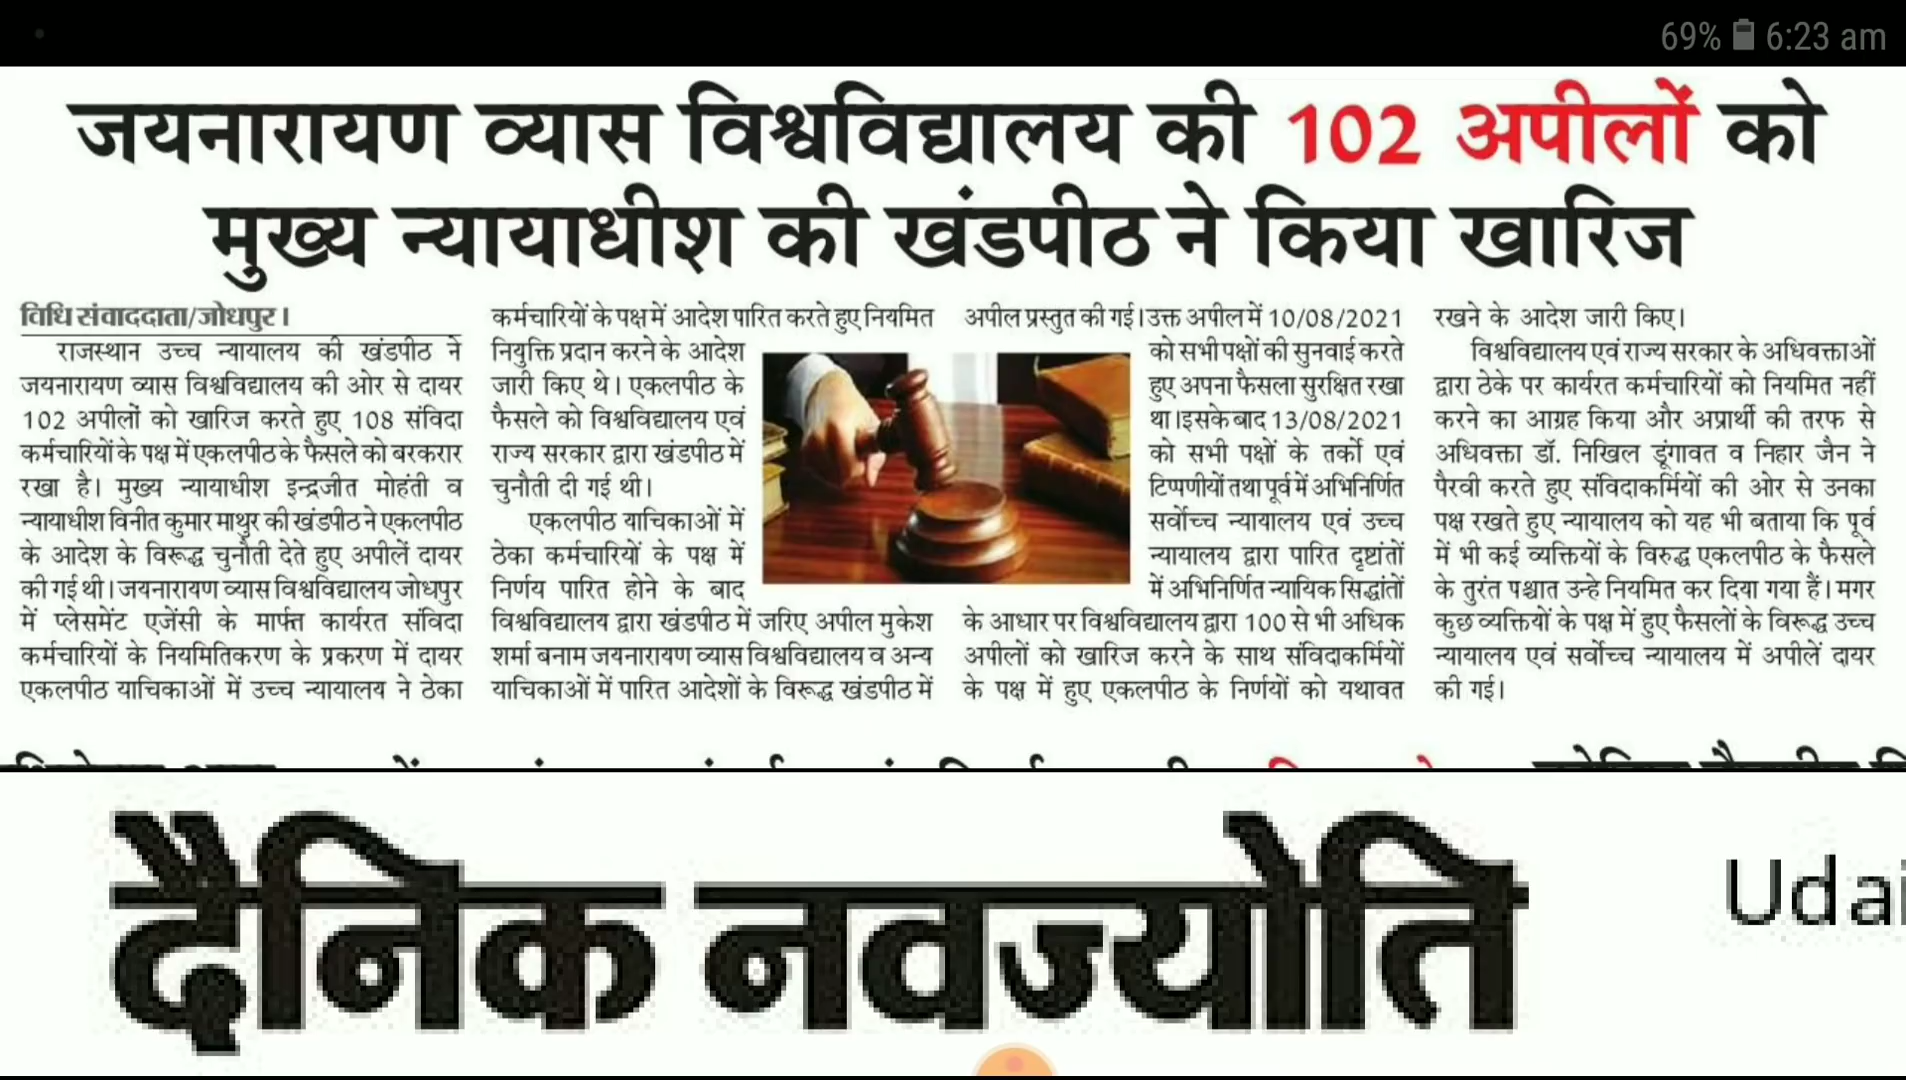 69% 6:23 am
जयनारायण व्यास विश्वविद्यालय की 102 अपीलों को
मुख्य न्यायाधीश की खंडपीठ ने किया खारिज
विधि संवाददाता/जोधपुर।
राजस्थान उच्च न्यायालय की खंडपीठ ने
जयनारायण व्यास विश्वविद्यालय की ओर से दायर
102 अपीलों को खारिज करते हुए 108 संविदा
कर्मचारियों के पक्ष में एकलपीठ के फैसले को बरकरार
रखा है। मुख्य न्यायाधीश इन्द्रजीत मोहंती व
न्यायाधीश विनीत कुमार माथुर की खंडपीठ ने एकलपीठ
के आदेश के विरूद्ध चुनौती देते हुए अपीलें दायर
की गई थी। जयनारायण व्यास विश्वविद्यालय जोधपुर
में प्लेसमेंट एजेंसी के मार्फ्त कार्यरत संविदा
कर्मचारियों के नियमितिकरण के प्रकरण में दायर
एकलपीठ याचिकाओं में उच्च न्यायालय ने ठेका
कर्मचारियों के पक्ष में आदेश पारित करते हुए नियमित
नियुक्ति प्रदान करने के आदेश
जारी किए थे। एकलपीठ के
फैसले को विश्वविद्यालय एवं
राज्य सरकार द्वारा खंडपीठ में
चुनौती दी गई थी।
एकलपीठ याचिकाओं में
ठेका कर्मचारियों के पक्ष में
निर्णय पारित होने के बाद
विश्वविद्यालय द्वारा खंडपीठ में जरिए अपील मुकेश
शर्मा बनाम जयनारायण व्यास विश्वविद्यालय व अन्य
याचिकाओं में पारित आदेशों के विरूद्ध खंडपीठ में
अपील प्रस्तुत की गई। उक्त अपील में 10/08/2021
को सभी पक्षों की सुनवाई करते
हुए अपना फैसला सुरक्षित रखा
था। इसके बाद 13/08/2021
को सभी पक्षों के तर्को एवं
टिप्पणीयों तथा पूर्व में अभिनिर्णित
सर्वोच्च न्यायालय एवं उच्च
न्यायालय द्वारा पारित दृष्टांतों
में अभिनिर्णित न्यायिक सिद्धांतों
के आधार पर विश्वविद्यालय द्वारा 100 से भी अधिक
अपीलों को खारिज करने के साथ संविदाकर्मियों
के पक्ष में हुए एकलपीठ के निर्णयों को यथावत
रखने के आदेश जारी किए।
विश्वविद्यालय एवं राज्य सरकार के अधिवक्ताओं
द्वारा ठेके पर कार्यरत कर्मचारियों को नियमित नहीं
करने का आग्रह किया और अप्रार्थी की तरफ से
अधिवक्ता डॉ. निखिल डूंगावत व निहार जैन ने
पैरवी करते हुए संविदाकर्मियों की ओर से उनका
पक्ष रखते हुए न्यायालय को यह भी बताया कि पूर्व
में भी कई व्यक्तियों के विरुद्ध एकलपीठ के फैसले
के तुरंत पश्चात उन्हे नियमित कर दिया गया हैं। मगर
कुछ व्यक्तियों के पक्ष में हुए फैसलों के विरूद्ध उच्च
न्यायालय एवं सर्वोच्च न्यायालय में अपीलें दायर
की गई।
दैनिक नवज्योति
Udai